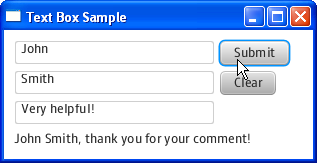 Text Box Sample
John
Submit
Smith
Clear
Very helpful!
John Smith, thank you for your comment!